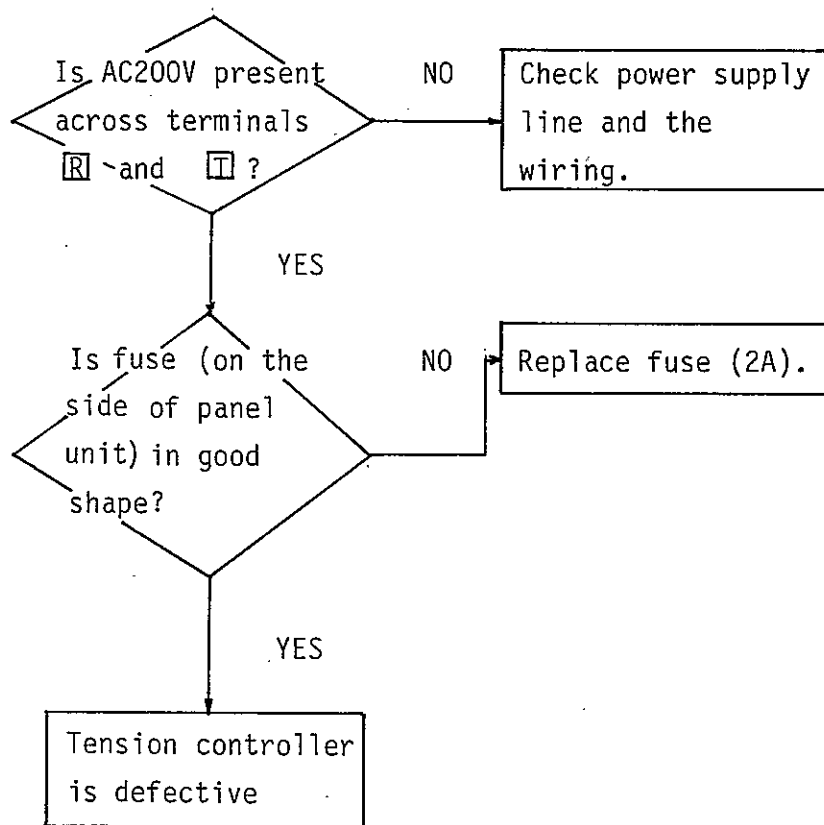 Is AC200V present
across terminals
R and T ?
NO
Check power supply
line and the
wiring.
YES
Is fuse (on the
side of panel
unit) in good
shape?
NO
Replace fuse (2A).
YES
Tension controller
is defective